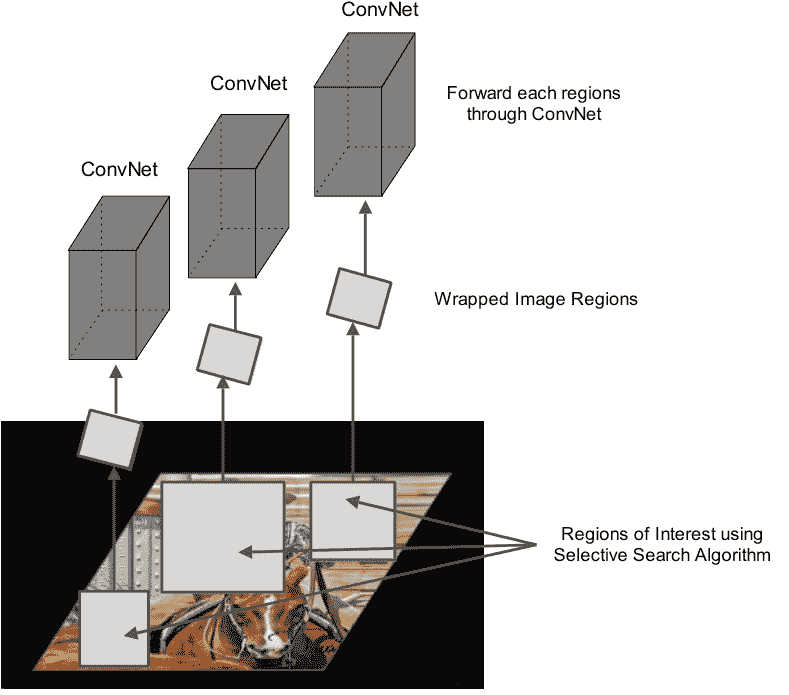 ConvNet
ConvNet
ConvNet
Forward each regions
through ConvNet
Wrapped Image Regions
Regions of Interest using
Selective Search Algorithm